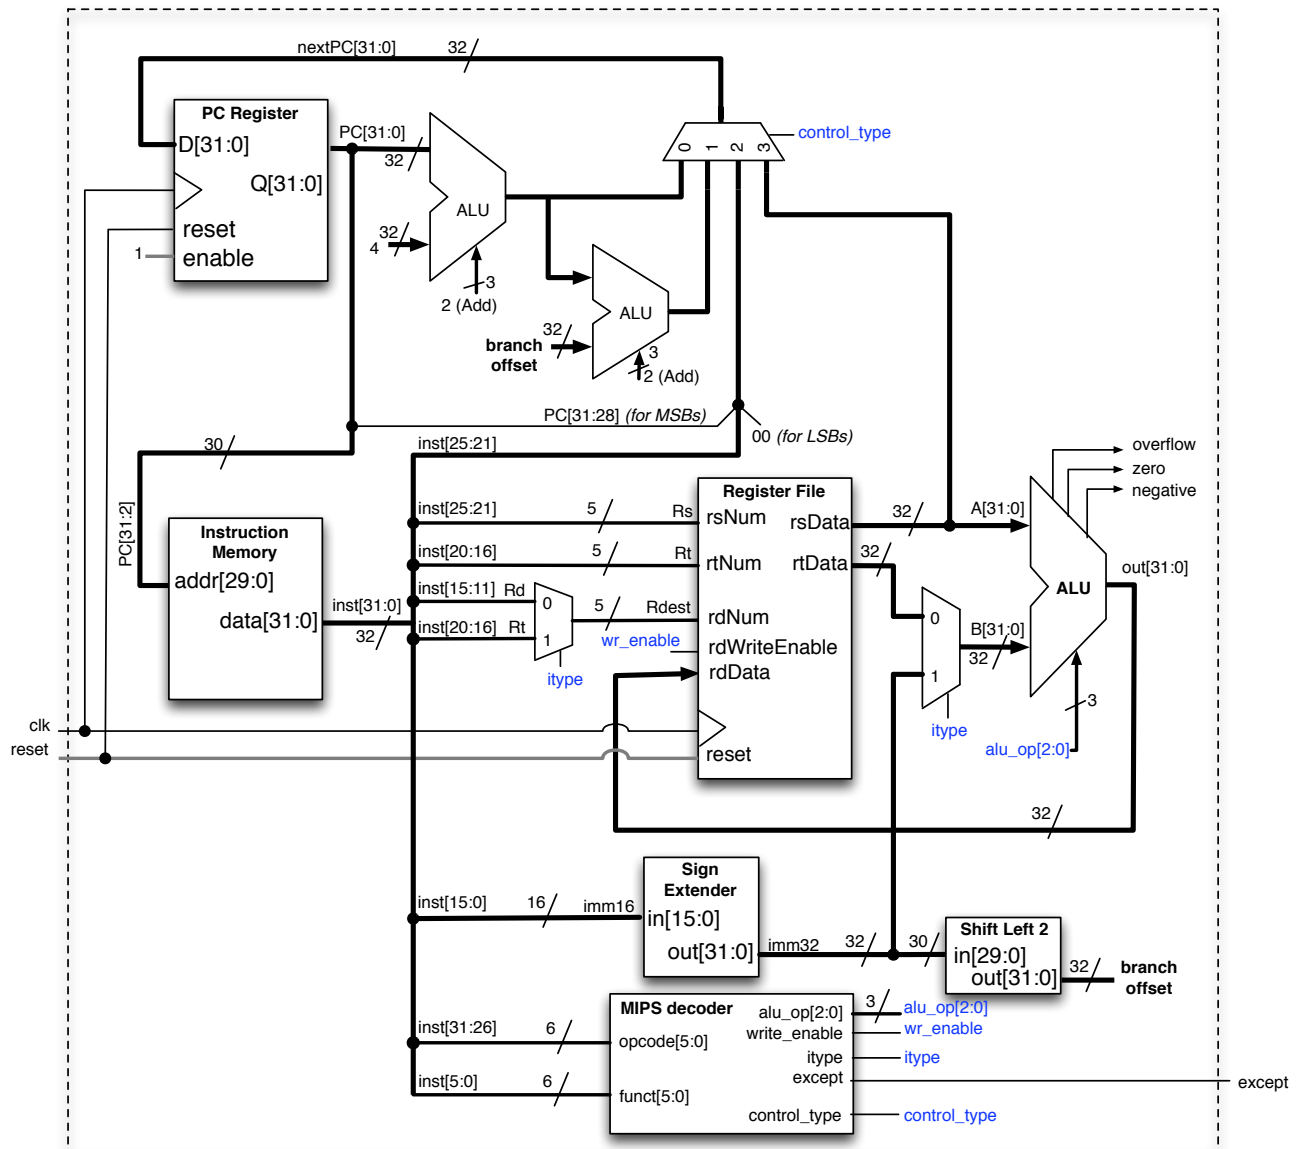 nextPC[31:0]
32
PC Register
D[31:0]
Q[31:0]
reset
enable
1
PC[31:0]
32
ALU
32
4
3
2 (Add)
0
1
2
3
control_type
ALU
32
branch
offset
3
2 (Add)
PC[31:28] (for MSBs)
00 (for LSBs)
30
PC[31:2]
inst[25:21]
Instruction
Memory
addr[29:0]
data[31:0]
inst[31:0]
32
inst[25:21]
5
Rs
inst[20:16]
5
Rt
inst[15:11]
Rd
inst[20:16]
Rt
0
1
itype
5
Rdest
wr_enable
Register File
rsNum
rsData
rtNum
rtData
rdNum
rdWriteEnable
rdData
reset
32
32
A[31:0]
0
1
itype
B[31:0]
32
overflow
zero
negative
ALU
out[31:0]
3
alu_op[2:0]
clk
reset
32
inst[15:0]
16
imm16
Sign
Extender
in[15:0]
out[31:0]
imm32
32
30
Shift Left 2
in[29:0]
out[31:0]
32
branch
offset
MIPS decoder
inst[31:26]
6
opcode[5:0]
inst[5:0]
6
funct[5:0]
alu_op[2:0]
3
alu_op[2:0]
write_enable
wr_enable
itype
itype
except
except
control_type
control_type